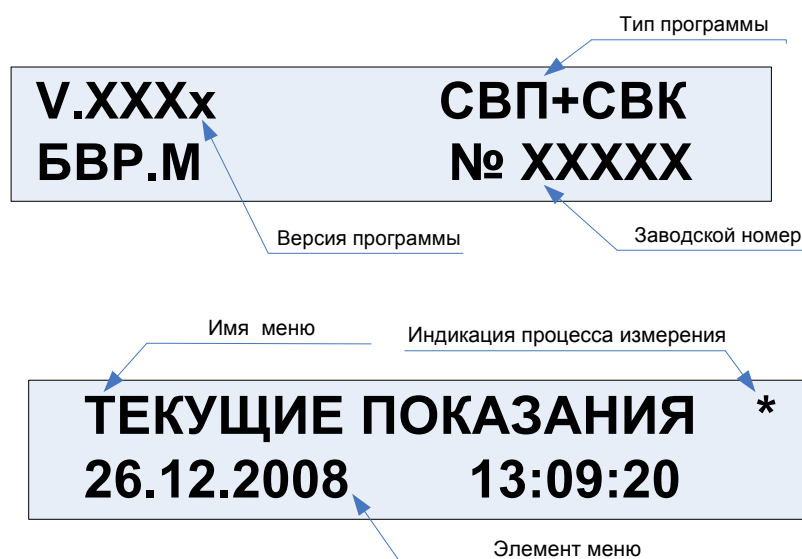 Тип программы
V.XXXx СВП+СВК
БВР.М № XXXXX
Версия программы Заводской номер
Имя меню Индикация процесса измерения
ТЕКУЩИЕ ПОКАЗАНИЯ *
26.12.2008 13:09:20
Элемент меню